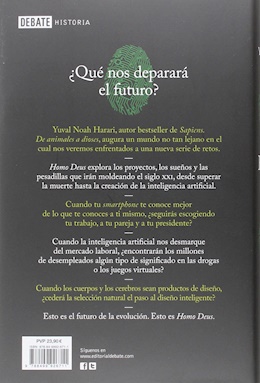 DEBATE HISTORIA
¿Qué nos deparará
el futuro?
Yuval Noah Harari, autor bestseller de Sapiens.
De animales a dioses, augura un mundo no tan lejano en el
cual nos veremos enfrentados a una nueva serie de retos.
Homo Deus explora los proyectos, los sueños y las
pesadillas que irán moldeando el siglo XXI, desde superar
la muerte hasta la creación de la inteligencia artificial.
Cuando tu smartphone te conoce mejor
de lo que te conoces a ti mismo, ¿seguirás escogiendo
tu trabajo, a tu pareja y a tu presidente?
Cuando la inteligencia artificial nos desmarque
del mercado laboral, ¿encontrarán los millones
de desempleados algún tipo de significado en las drogas
o los juegos virtuales?
Cuando los cuerpos y los cerebros sean productos de diseño,
¿cederá la selección natural el paso al diseño inteligente?
Esto es el futuro de la evolución. Esto es Homo Deus.
Síguenos en
www.editorialdebate.com